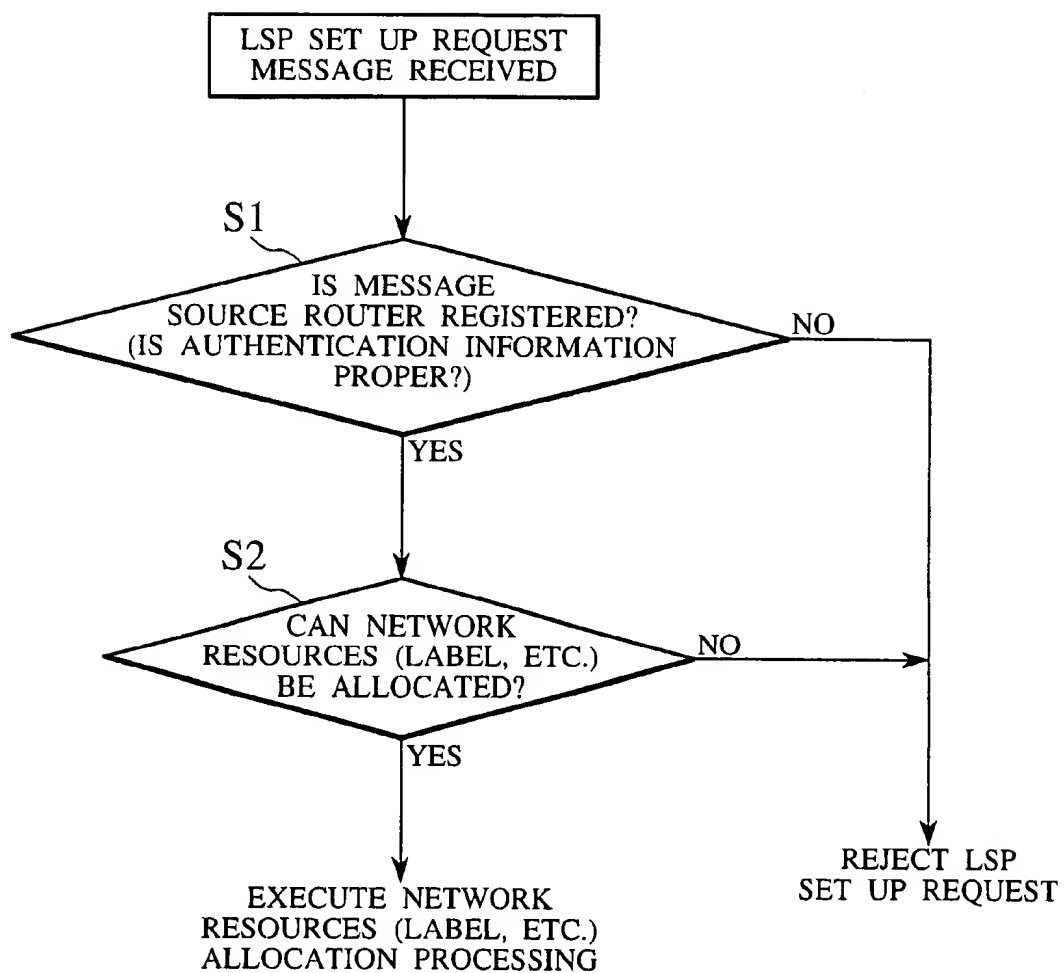 LSP SET UP REQUEST
MESSAGE RECEIVED
S1
IS MESSAGE
SOURCE ROUTER REGISTERED?
(IS AUTHENTICATION INFORMATION
PROPER?)
NO
YES
S2
CAN NETWORK
RESOURCES (LABEL, ETC.)
BE ALLOCATED?
NO
YES
REJECT LSP
SET UP REQUEST
EXECUTE NETWORK
RESOURCES (LABEL, ETC.)
ALLOCATION PROCESSING